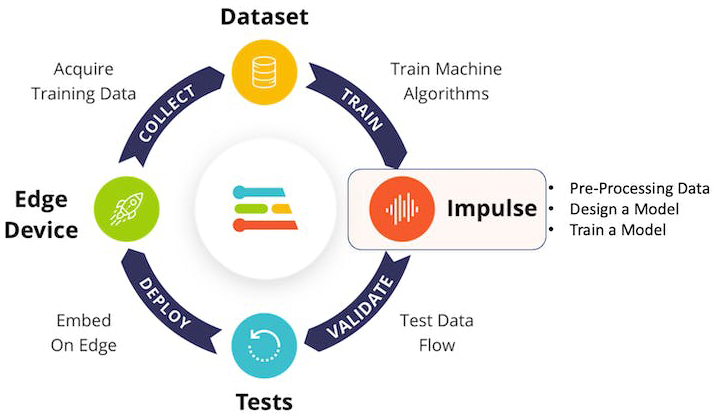 Dataset
Acquire
Training Data
COLLECT
TRAIN
Train Machine
Algorithms
Edge
Device
Impulse
• Pre-Processing Data
• Design a Model
• Train a Model
DEPLOY
VALIDATE
Embed
On Edge
Test Data
Flow
Tests